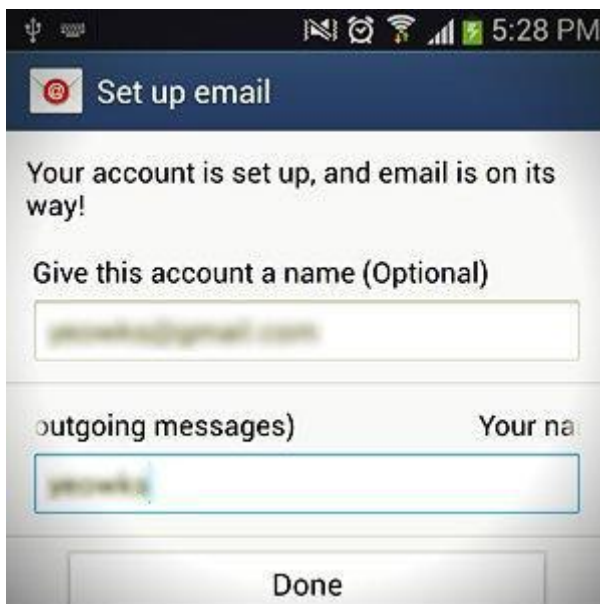 5:28 PM
Set up email
Your account is set up, and email is on its
way!
Give this account a name (Optional)
outgoing messages) Your na
Done